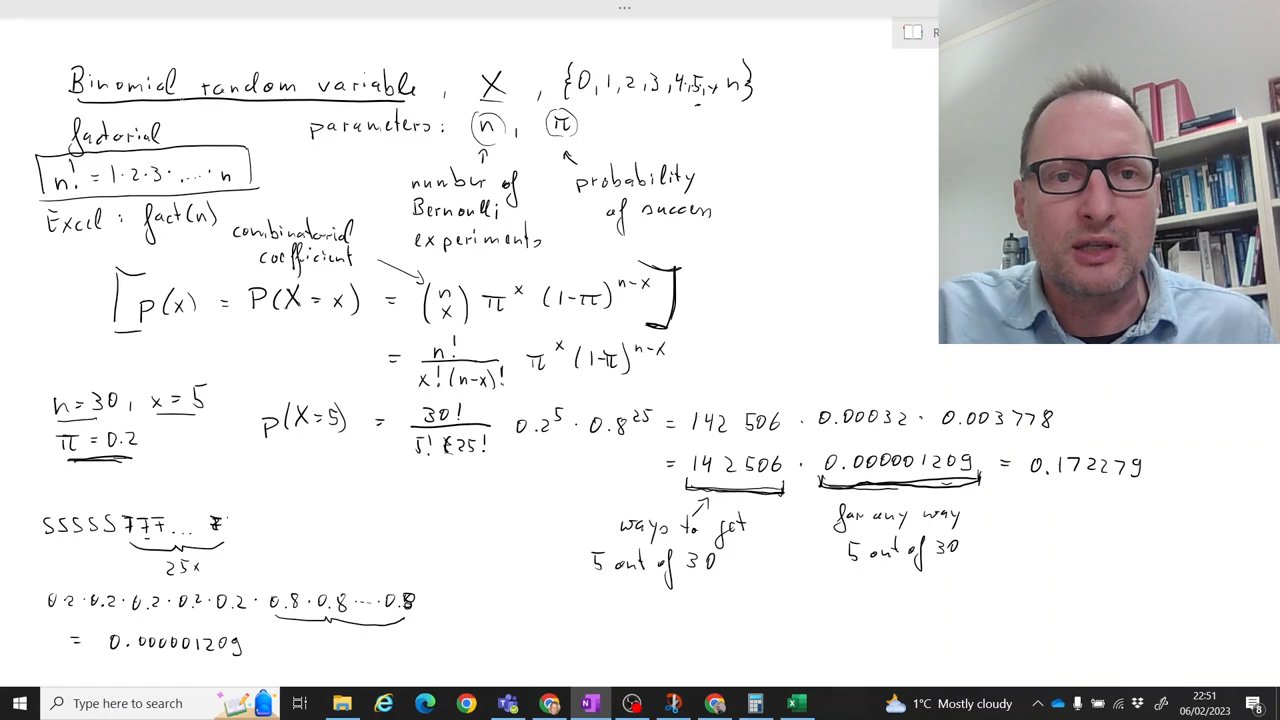 Binomial random variable, X, {0,1,2,3,4,5,., n}
factorial
parameters: n, π
n! = 1·2·3· ..... n
number of Bernoulli experiments
probability of success
Excel: fact(n)
combinatorial coefficient
p(x) = P(X = x) = (n x) π^x (1-π)^n-x
= n! / x!(n-x)! π^x (1-π)^n-x
n=30, x=5
π = 0.2
p(X=5) = 30! / 5! 25! 0.2^5 · 0.8^25 = 142 506 · 0.00032 · 0.003778
= 142 506 · 0.000001209 = 0.172279
ways to get
5 out of 30
for any way
5 out of 30
SSSSS 777...
25x
0.2·0.2·0.2·0.2·0.2·0.8·0.8····0.8
= 0.000001209
Type here to search
1°C Mostly cloudy
22:51
06/02/2023
8